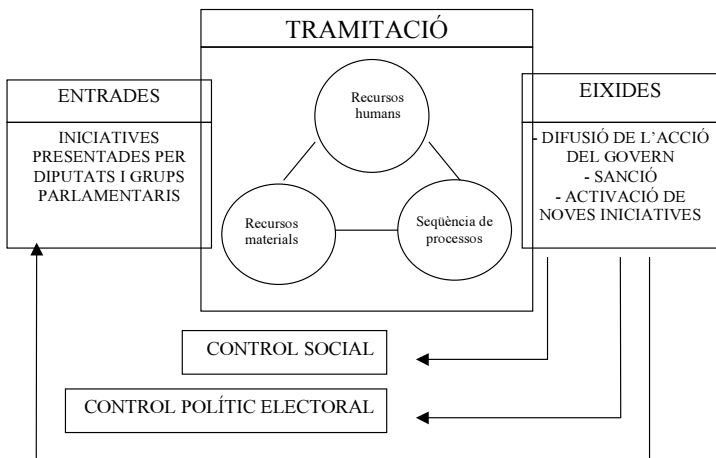 TRAMITACIÓ
ENTRADES
INICIATIVES
PRESENTADES PER
DIPUTATS I GRUPS
PARLAMENTARIS
Recursos
humans
Recursos
materials
Seqüència de
processos
EIXIDES
- DIFUSIÓ DE L’ACCIÓ
DEL GOVERN
- SANCIÓ
- ACTIVACIÓ DE
NOVES INICIATIVES
CONTROL SOCIAL
CONTROL POLÍTIC ELECTORAL